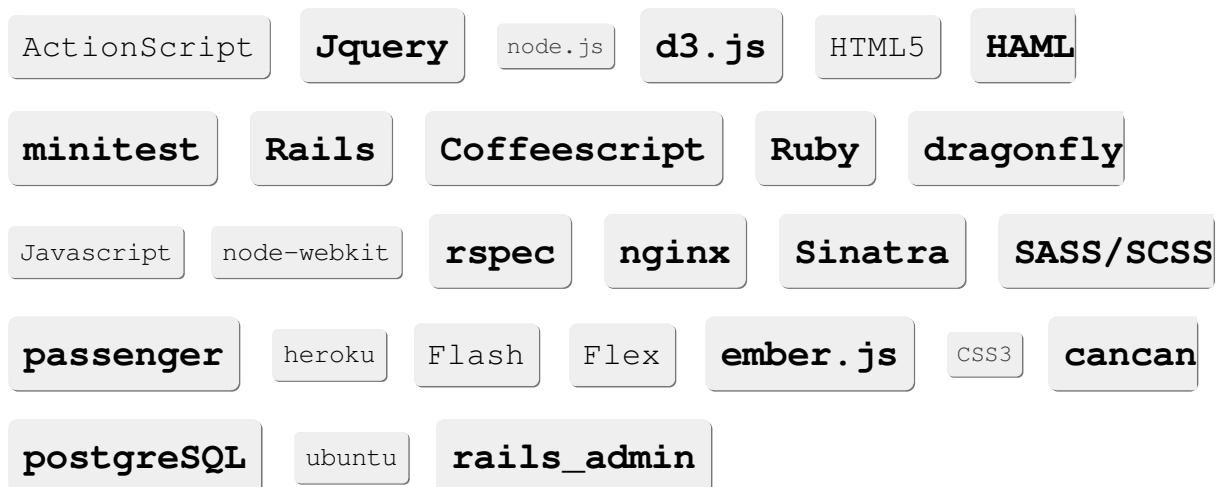 ActionScript Jquery node.js d3.js HTML5 HAML
minitest Rails Coffeescript Ruby dragonfly
Javascript node-webkit rspec nginx Sinatra SASS/SCSS
passenger heroku Flash Flex ember.js CSS3 cancan
postgreSQL ubuntu rails_admin